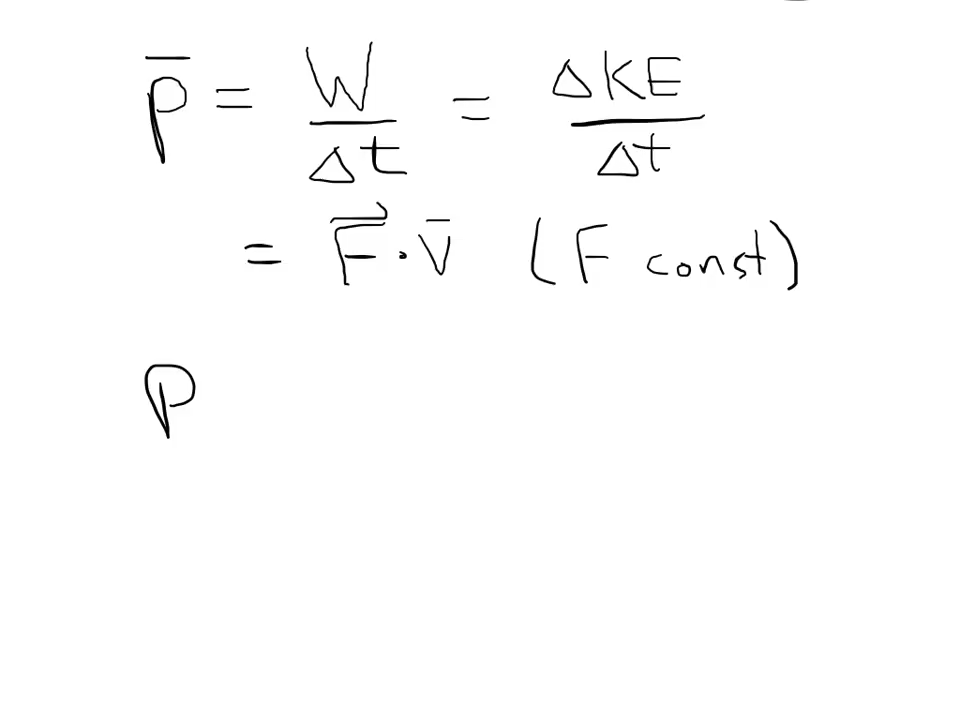 P̅ = W/Δt = ΔKE/Δt
= F⃗ · v̅ (F const)
P